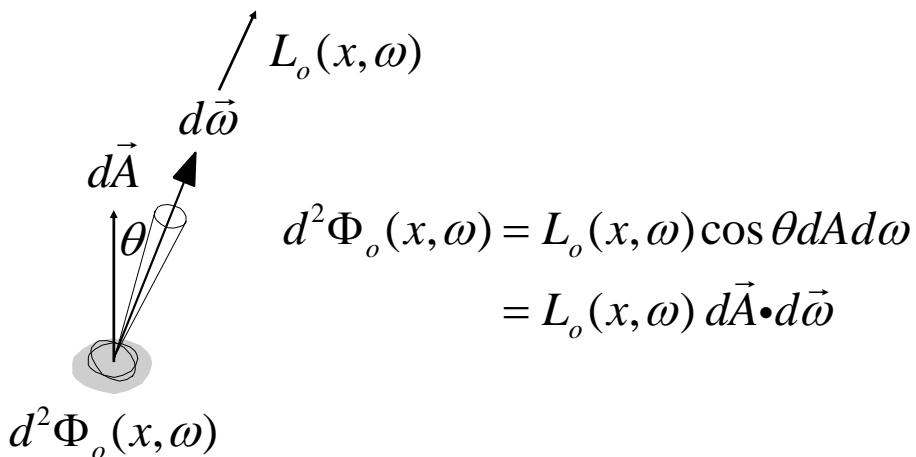 L_o(x, ω)
dω⃗
dA⃗
θ
d²Φ_o(x, ω) = L_o(x, ω) cos θ dA dω
= L_o(x, ω) dA⃗ • dω⃗
d²Φ_o(x, ω)